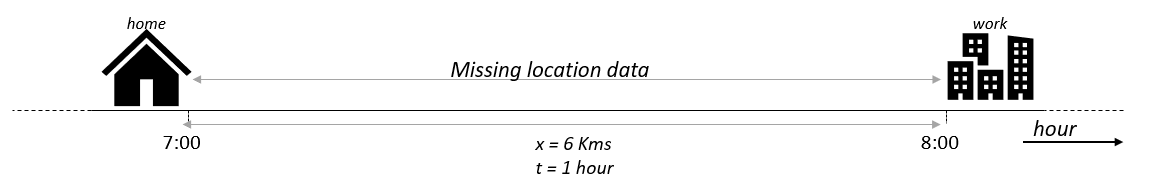 home
work
Missing location data
7:00
x = 6 Kms
t = 1 hour
8:00
hour